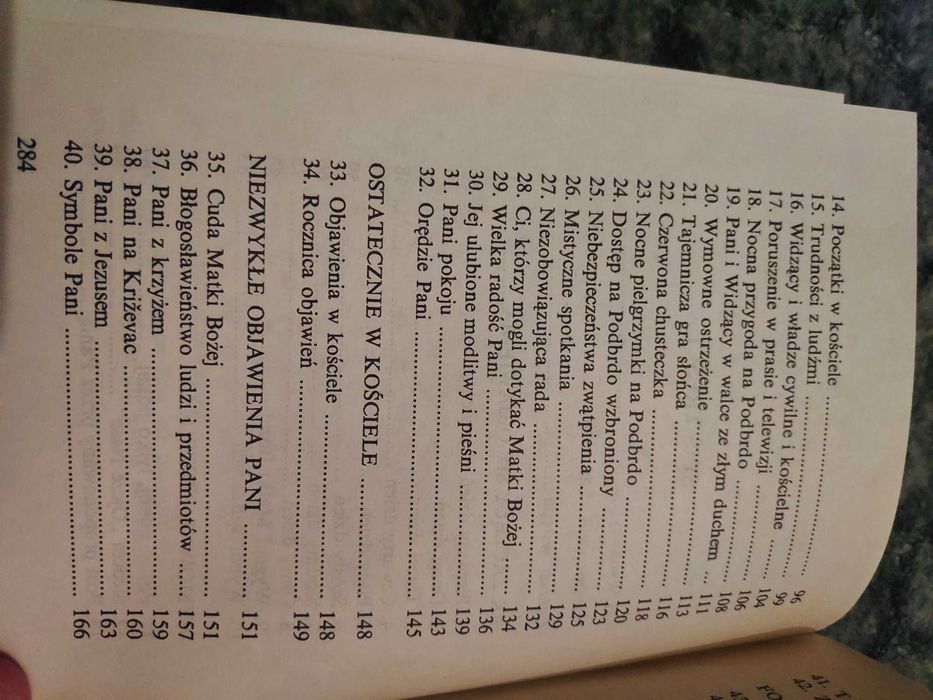 14. Początki w kościele ........ 96
15. Trudności z ludźmi ........ 99
16. Widzący i władze cywilne i kościelne ........ 104
17. Poruszenie w prasie i telewizji ........ 106
18. Nocna przygoda na Podbrdo ........ 108
19. Pani i Widzący w walce ze złym duchem ... 111
20. Wymowne ostrzeżenie ........ 113
21. Tajemnicza gra słońca ........ 116
22. Czerwona chusteczka ........ 118
23. Nocne pielgrzymki na Podbrdo ........ 120
24. Dostęp na Podbrdo wzbroniony ........ 123
25. Niebezpieczeństwa zwątpienia ........ 125
26. Mistyczne spotkania ........ 129
27. Niezobowiązująca rada ........ 132
28. Ci, którzy mogli dotykać Matki Bożej ..... 134
29. Wielka radość Pani ........ 136
30. Jej ulubione modlitwy i pieśni ........ 139
31. Pani pokoju ........ 143
32. Orędzie Pani ........ 145
OSTATECZNIE W KOŚCIELE ........ 148
33. Objawienia w kościele ........ 148
34. Rocznica objawień ........ 149
NIEZWYKŁE OBJAWIENIA PANI ........ 151
35. Cuda Matki Bożej ........ 151
36. Błogosławieństwo ludzi i przedmiotów ..... 157
37. Pani z krzyżem ........ 159
38. Pani na Križevac ........ 160
39. Pani z Jezusem ........ 163
40. Symbole Pani ........ 166
284
41.
42.
43.